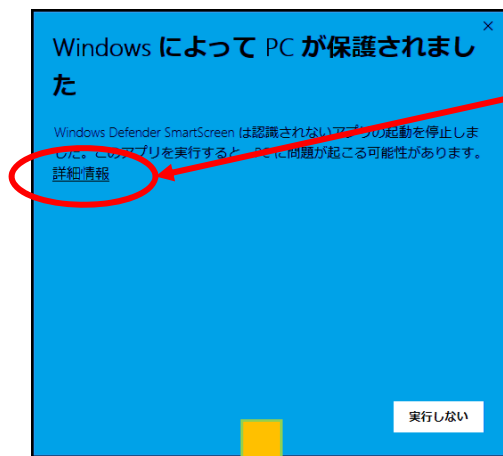 ×
Windows によって PC が保護されまし
た
Windows Defender SmartScreen は認識されないアプリの起動を停止しま
した。このアプリを実行すると、PC に問題が起こる可能性があります。
詳細情報
実行しない